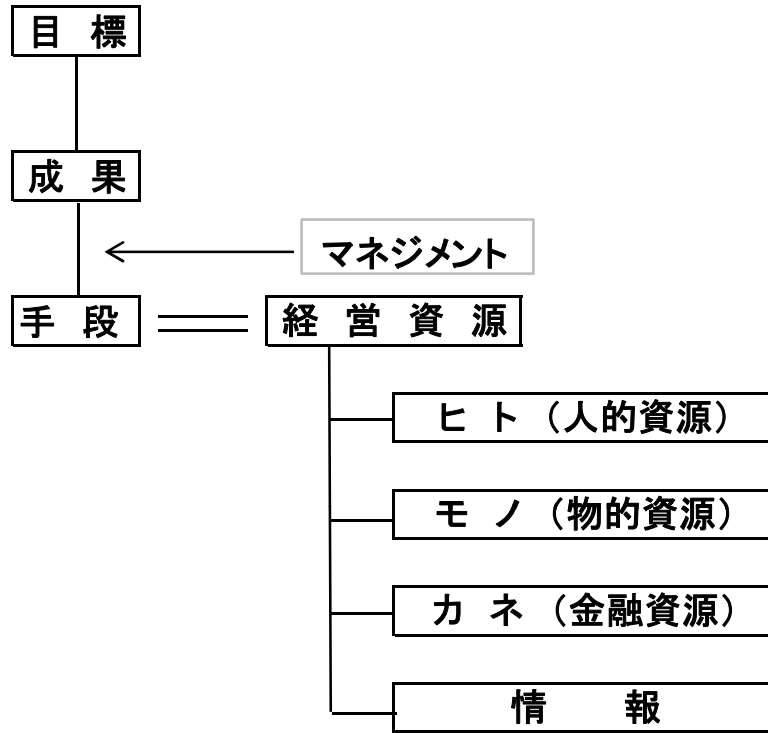 目 標
成 果
マネジメント
手 段
経 営 資 源
ヒ ト（人的資源）
モ ノ（物的資源）
カ ネ（金融資源）
情 報